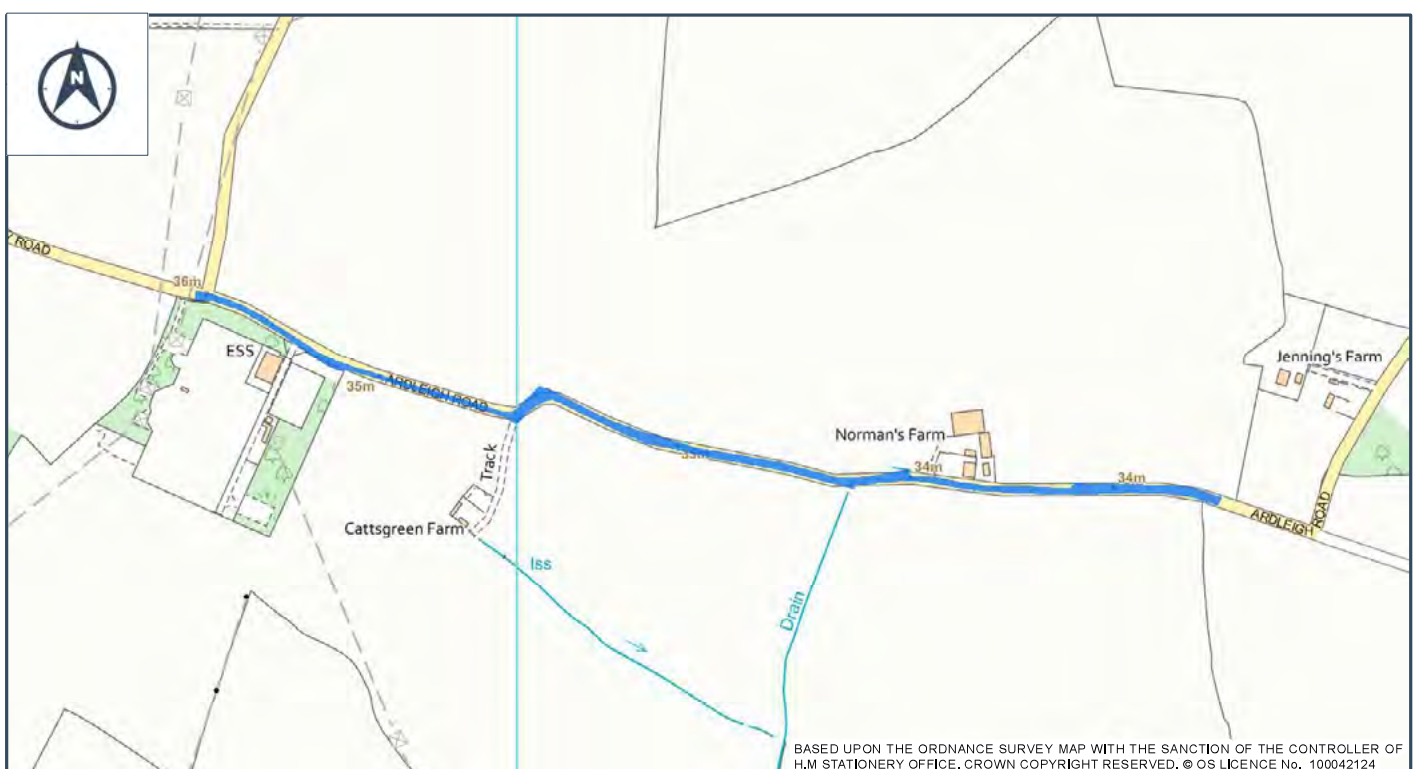 N
Y ROAD
36m
ESS
35m
ARDLEIGH ROAD
Track
Cattsgreen Farm
Iss
Drain
Norman's Farm
34m
34m
Jenning's Farm
ARDLEIGH
ROAD
BASED UPON THE ORDNANCE SURVEY MAP WITH THE SANCTION OF THE CONTROLLER OF
H.M STATIONERY OFFICE. CROWN COPYRIGHT RESERVED. © OS LICENCE No. 100042124